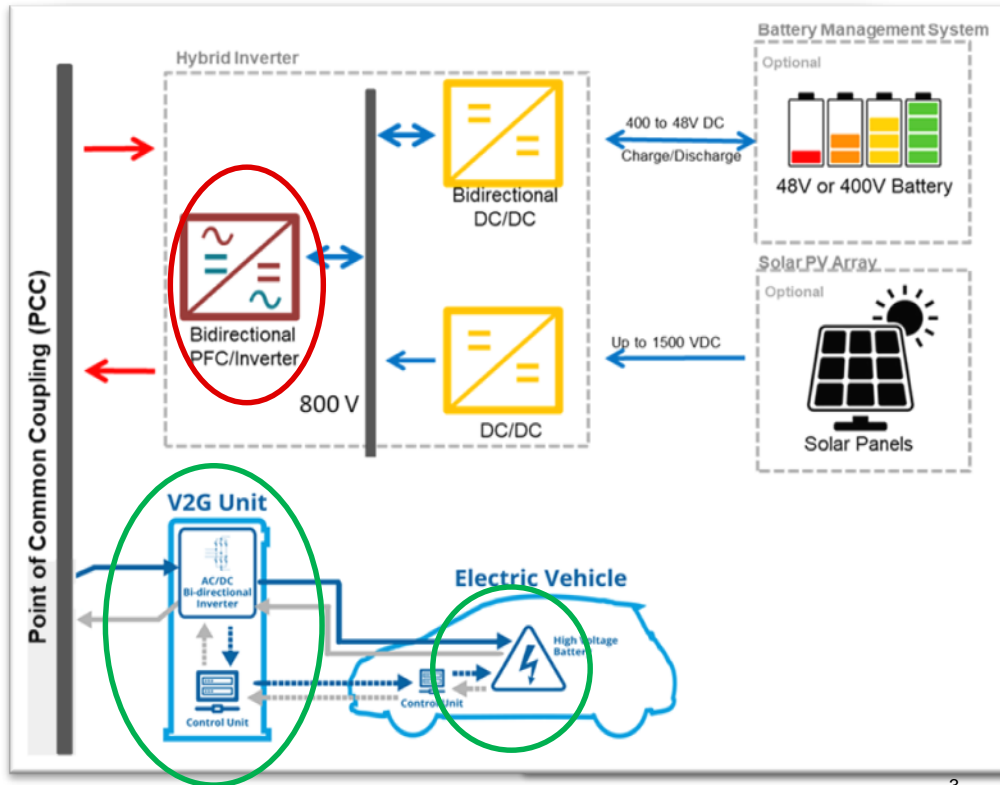 Battery Management System
Hybrid Inverter
Optional
400 to 48V DC
Charge/Discharge
48V or 400V Battery
Bidirectional
DC/DC
Solar PV Array
Optional
Bidirectional
PFC/Inverter
Up to 1500 VDC
800 V
DC/DC
Solar Panels
Point of Common Coupling (PCC)
V2G Unit
AC/DC
Bi-directional
Inverter
Electric Vehicle
High Voltage
Battery
Control Unit
Control Unit
3